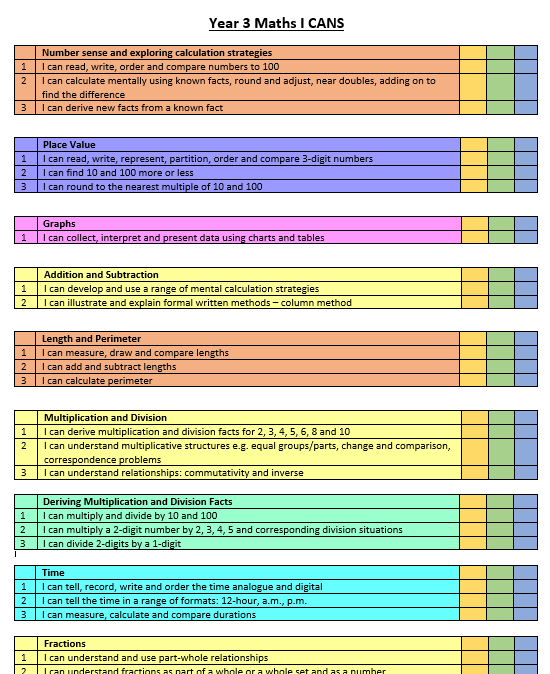 Year 3 Maths I CANS
Number sense and exploring calculation strategies
1 I can read, write, order and compare numbers to 100
2 I can calculate mentally using known facts, round and adjust, near doubles, adding on to
find the difference
3 I can derive new facts from a known fact
Place Value
1 I can read, write, represent, partition, order and compare 3-digit numbers
2 I can find 10 and 100 more or less
3 I can round to the nearest multiple of 10 and 100
Graphs
1 I can collect, interpret and present data using charts and tables
Addition and Subtraction
1 I can develop and use a range of mental calculation strategies
2 I can illustrate and explain formal written methods – column method
Length and Perimeter
1 I can measure, draw and compare lengths
2 I can add and subtract lengths
3 I can calculate perimeter
Multiplication and Division
1 I can derive multiplication and division facts for 2, 3, 4, 5, 6, 8 and 10
2 I can understand multiplicative structures e.g. equal groups/parts, change and comparison,
correspondence problems
3 I can understand relationships: commutativity and inverse
Deriving Multiplication and Division Facts
1 I can multiply and divide by 10 and 100
2 I can multiply a 2-digit number by 2, 3, 4, 5 and corresponding division situations
3 I can divide 2-digits by a 1-digit
Time
1 I can tell, record, write and order the time analogue and digital
2 I can tell the time in a range of formats: 12-hour, a.m., p.m.
3 I can measure, calculate and compare durations
Fractions
1 I can understand and use part-whole relationships
2 I can understand fractions as part of a whole or a whole set and as a number